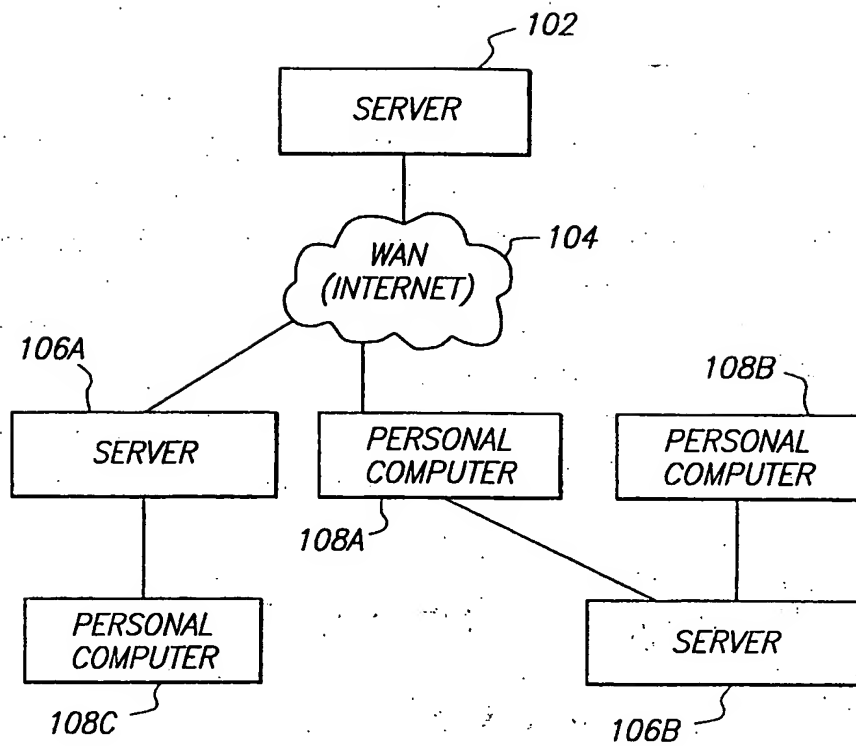 102
SERVER
WAN
(INTERNET)
104
106A
108B
SERVER
PERSONAL
COMPUTER
PERSONAL
COMPUTER
108A
PERSONAL
COMPUTER
SERVER
108C
106B